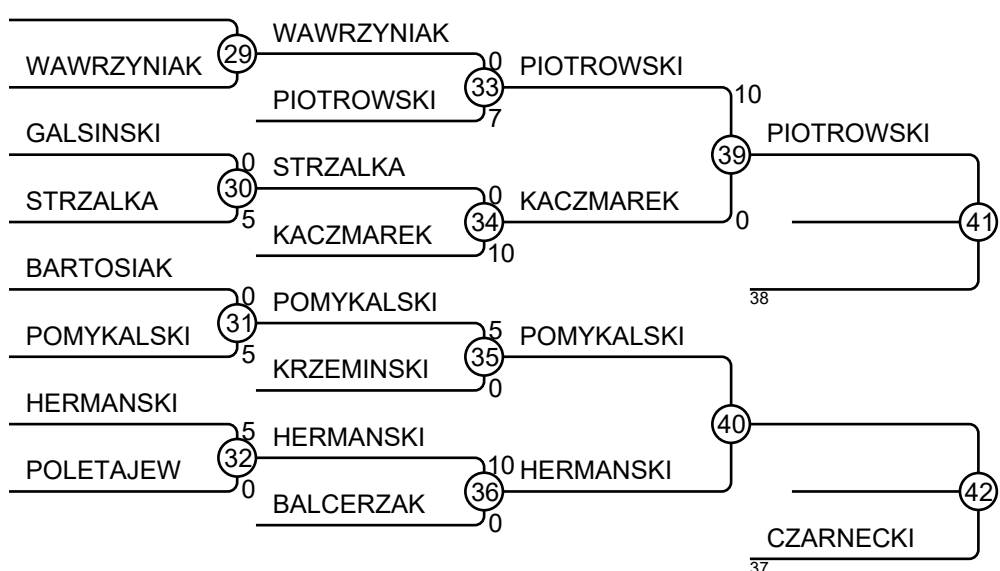 WAWRZYNIAK
29
WAWRZYNIAK
0
33
PIOTROWSKI
7
PIOTROWSKI
10
GALSINSKI
0
30
STRZALKA
5
STRZALKA
0
34
KACZMAREK
10
KACZMAREK
0
39
PIOTROWSKI
41
38
BARTOSIAK
0
31
POMYKALSKI
5
POMYKALSKI
5
35
KRZEMINSKI
0
POMYKALSKI
40
HERMANSKI
5
32
POLETAJEW
0
HERMANSKI
10
36
BALCERZAK
0
HERMANSKI
42
CZARNECKI
37